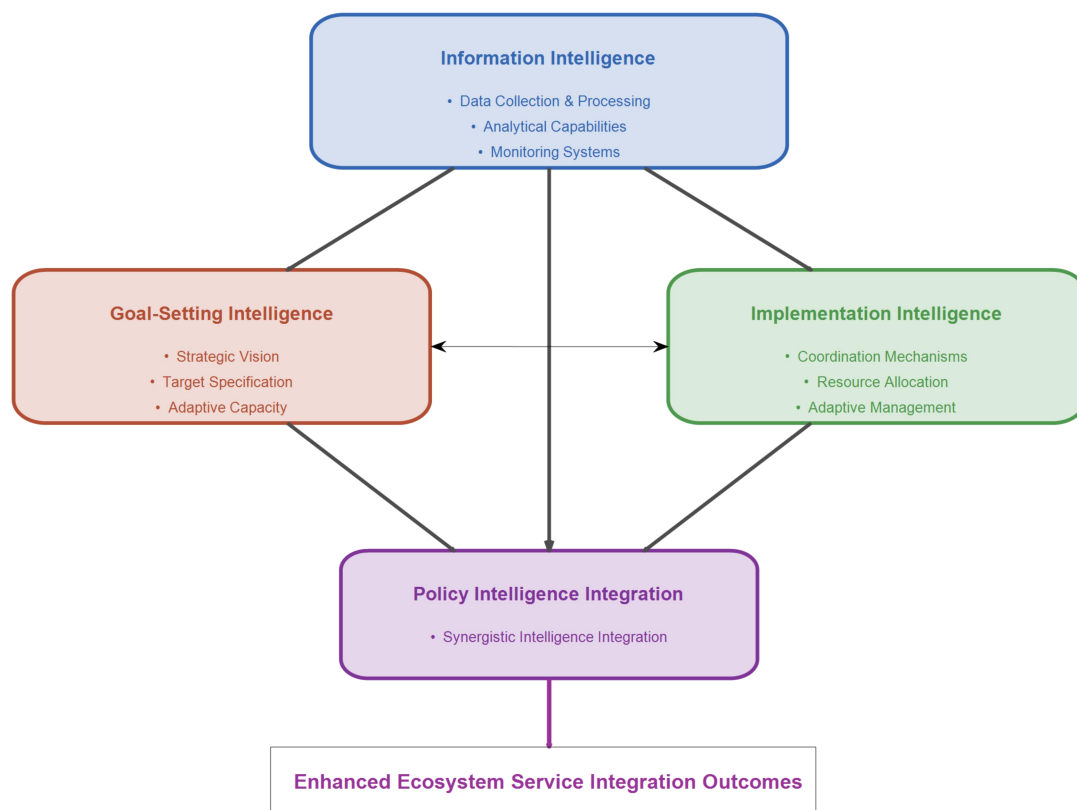 Information Intelligence
• Data Collection & Processing
• Analytical Capabilities
• Monitoring Systems
Goal-Setting Intelligence
• Strategic Vision
• Target Specification
• Adaptive Capacity
Implementation Intelligence
• Coordination Mechanisms
• Resource Allocation
• Adaptive Management
Policy Intelligence Integration
• Synergistic Intelligence Integration
Enhanced Ecosystem Service Integration Outcomes